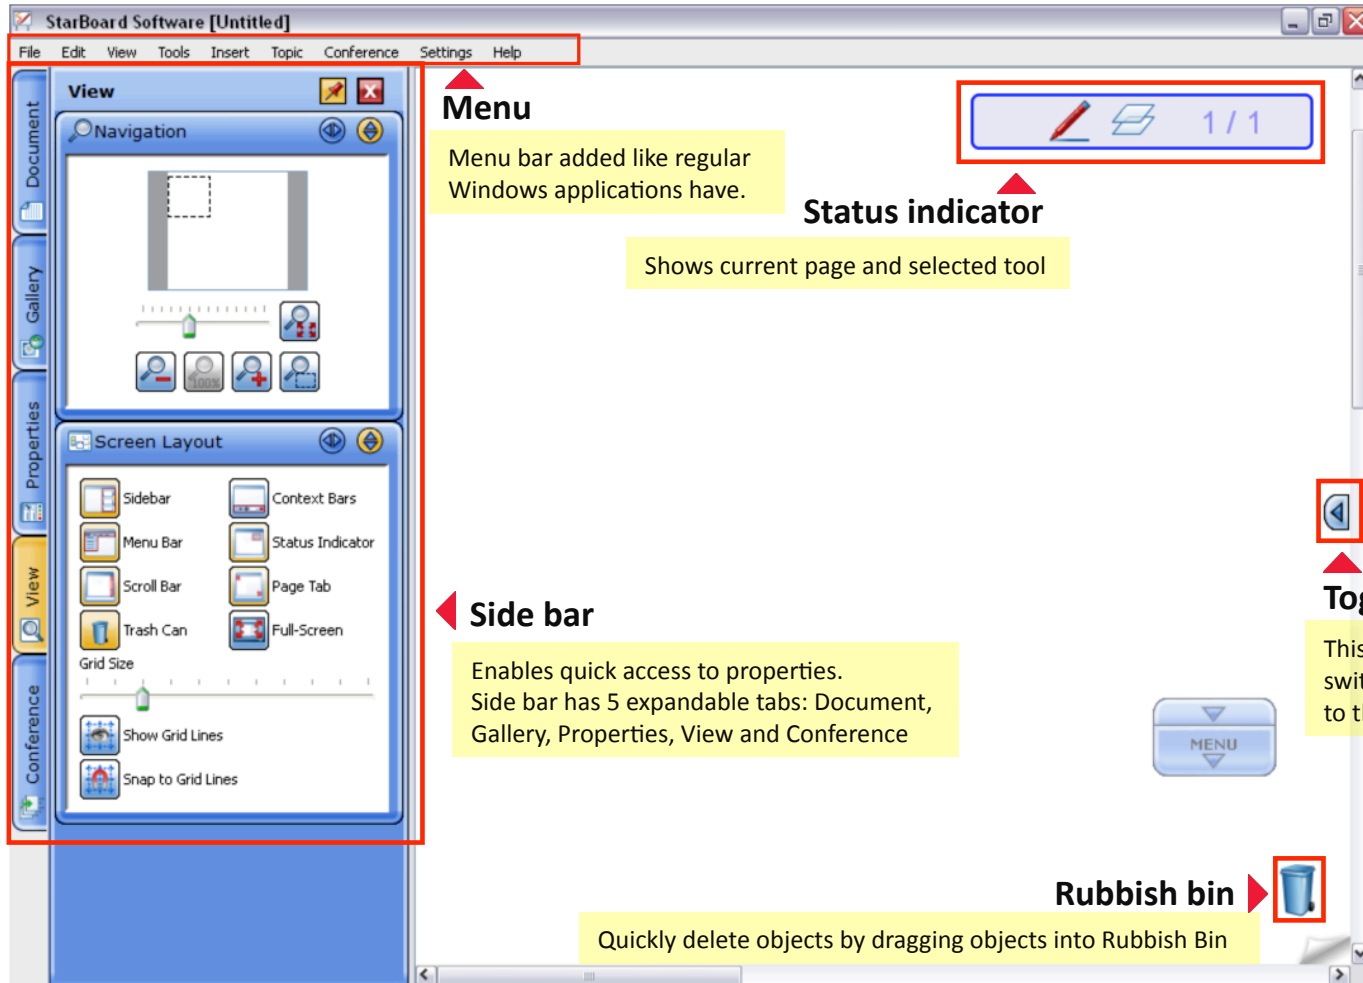 StarBoard Software [Untitled]
File Edit View Tools Insert Topic Conference Settings Help
Document
Gallery
Properties
View
Conference
View
Navigation
100%
Screen Layout
Sidebar
Context Bars
Menu Bar
Status Indicator
Scroll Bar
Page Tab
Trash Can
Full-Screen
Grid Size
Show Grid Lines
Snap to Grid Lines
Menu
Menu bar added like regular
Windows applications have.
1 / 1
Status indicator
Shows current page and selected tool
Side bar
Enables quick access to properties.
Side bar has 5 expandable tabs: Document,
Gallery, Properties, View and Conference
This
to
MENU
Rubbish bin
Quickly delete objects by dragging objects into Rubbish Bin